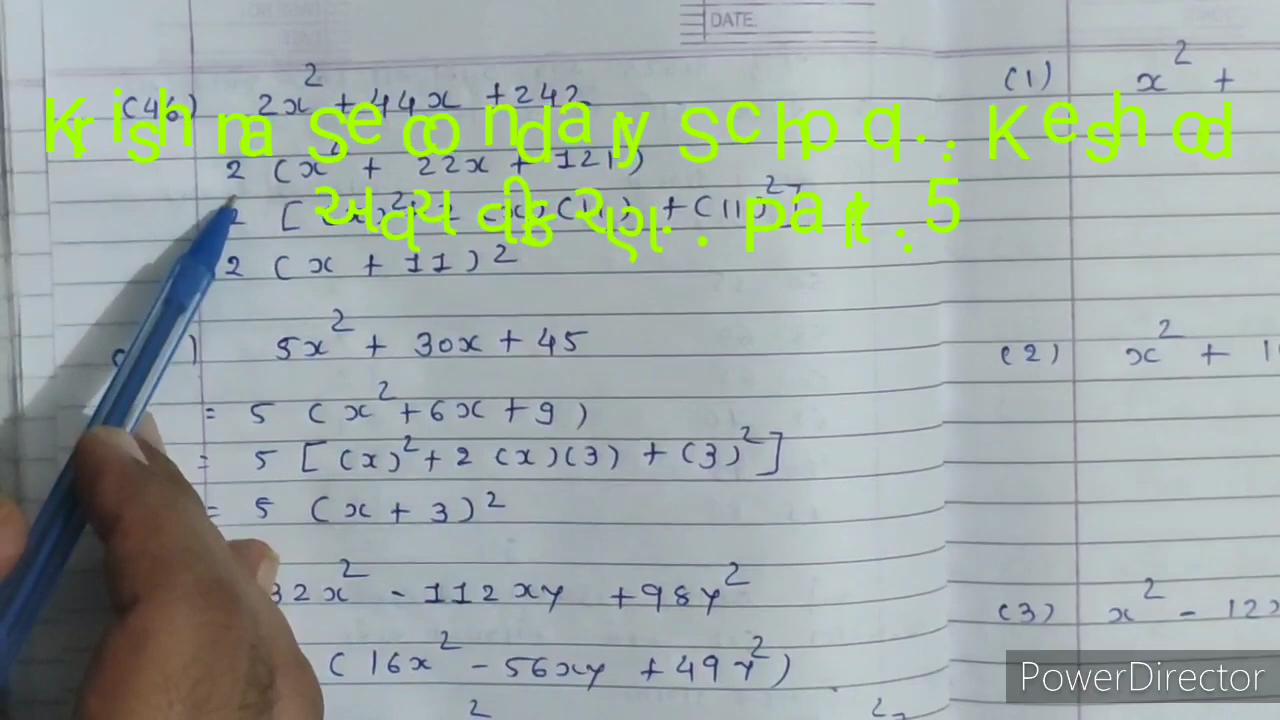 DATE.
(46) 2x² + 44x + 242
Krishna Secondary School.. Keshod
2 (x² + 22x + 121)
અવયવીકરણ.. part.5
2 (x + 11)²
5x² + 30x + 45
= 5 (x² + 6x + 9)
= 5 [(x)² + 2 (x)(3) + (3)²]
= 5 (x + 3)²
32x² - 112xy + 98y²
(16x² - 56xy + 49y²)
(1) x² +
(2) x² + 1
(3) x² - 12
PowerDirector